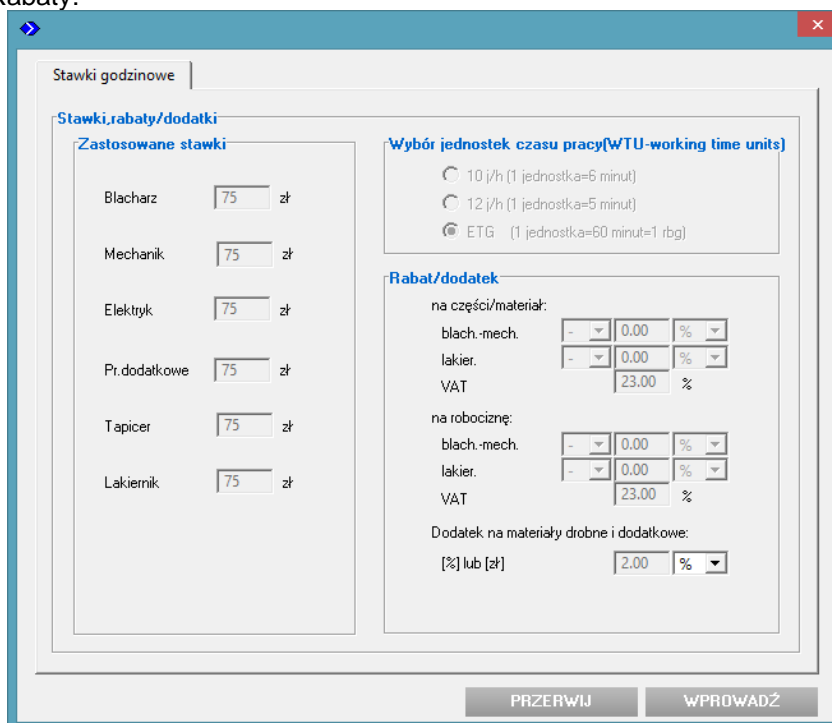 Rabaty:
Stawki godzinowe
Stawki,rabaty/dodatki
Zastosowane stawki
Blacharz 75 zł
Mechanik 75 zł
Elektryk 75 zł
Pr.dodatkowe 75 zł
Tapicer 75 zł
Lakiernik 75 zł
Wybór jednostek czasu pracy(WTU-working time units)
10 j/h (1 jednostka=6 minut)
12 j/h (1 jednostka=5 minut)
ETG (1 jednostka=60 minut=1 rbg)
Rabat/dodatek
na części/materiał:
blach.-mech. - 0.00 %
lakier. - 0.00 %
VAT 23.00 %
na robociznę:
blach.-mech. - 0.00 %
lakier. - 0.00 %
VAT 23.00 %
Dodatek na materiały drobne i dodatkowe:
[%] lub [zł] 2.00 %
PRZERWIJ WPROWADŹ